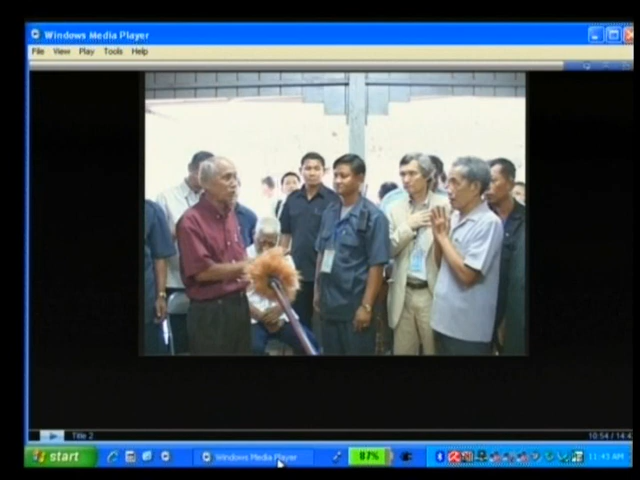 Windows Media Player
File View Play Tools Help
Title 2
10:54 / 14:4
start
Windows Media Player
87%
11:43 AM